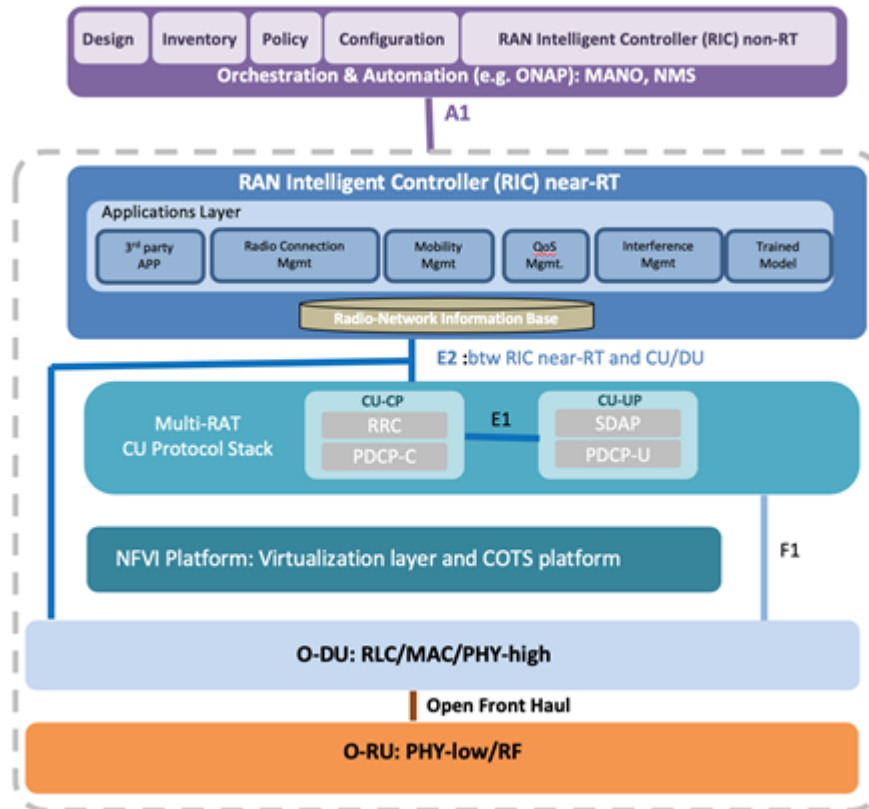 Design
Inventory
Policy
Configuration
RAN Intelligent Controller (RIC) non-RT
Orchestration & Automation (e.g. ONAP): MANO, NMS
A1
RAN Intelligent Controller (RIC) near-RT
Applications Layer
3rd party
APP
Radio Connection
Mgmt
Mobility
Mgmt
QoS
Mgmt.
Interference
Mgmt
Trained
Model
Radio-Network Information Base
E2 :btw RIC near-RT and CU/DU
Multi-RAT
CU Protocol Stack
CU-CP
RRC
PDCP-C
E1
CU-UP
SDAP
PDCP-U
NFVI Platform: Virtualization layer and COTS platform
F1
O-DU: RLC/MAC/PHY-high
Open Front Haul
O-RU: PHY-low/RF